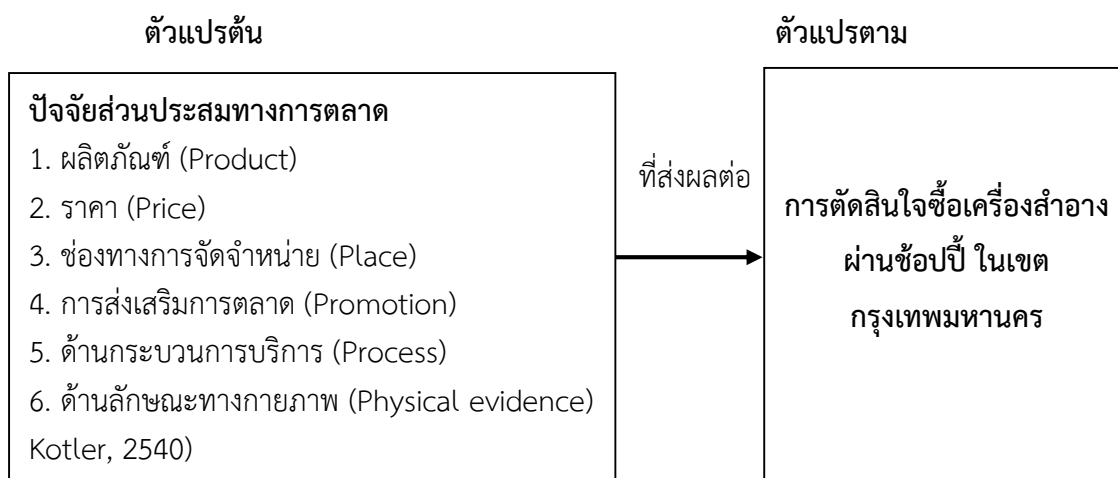 ตัวแปรต้น
ตัวแปรตาม
ปัจจัยส่วนประสมทางการตลาด
1. ผลิตภัณฑ์ (Product)
2. ราคา (Price)
3. ช่องทางการจัดจำหน่าย (Place)
4. การส่งเสริมการตลาด (Promotion)
5. ด้านกระบวนการบริการ (Process)
6. ด้านลักษณะทางกายภาพ (Physical evidence)
Kotler, 2540)
ที่ส่งผลต่อ
การตัดสินใจซื้อเครื่องสำอาง
ผ่านช้อปปี้ ในเขต
กรุงเทพมหานคร